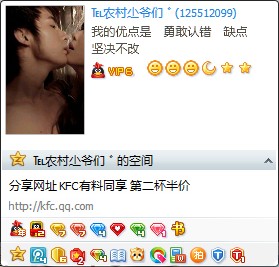 ℡农村尐爷们 ﹡(125512099)
我的优点是　勇敢认错　缺点
坚决不改
VIP6
℡农村尐爷们 ﹡的空间
分享网址 KFC有料同享 第二杯半价
http://kfc.qq.com